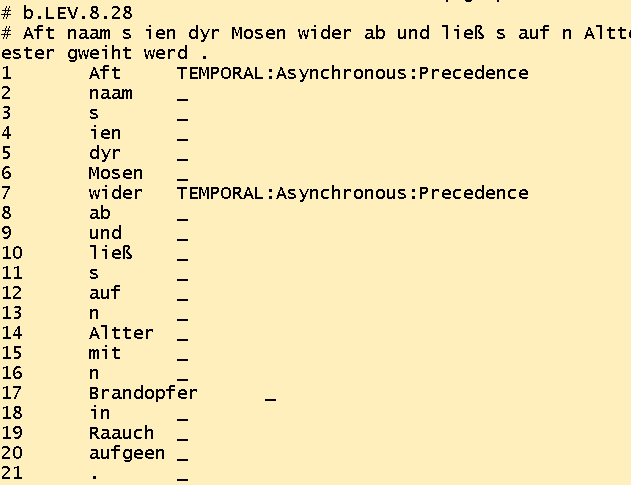 # b.LEV.8.28
# Aft naam s ien dyr Mosen wider ab und ließ s auf n Altt
ester gweiht werd .
1 Aft TEMPORAL:Asynchronous:Precedence
2 naam _
3 s _
4 ien _
5 dyr _
6 Mosen _
7 wider TEMPORAL:Asynchronous:Precedence
8 ab _
9 und _
10 ließ _
11 s _
12 auf _
13 n _
14 Altter _
15 mit _
16 n _
17 Brandopfer _
18 in _
19 Raauch _
20 aufgeen _
21 . _